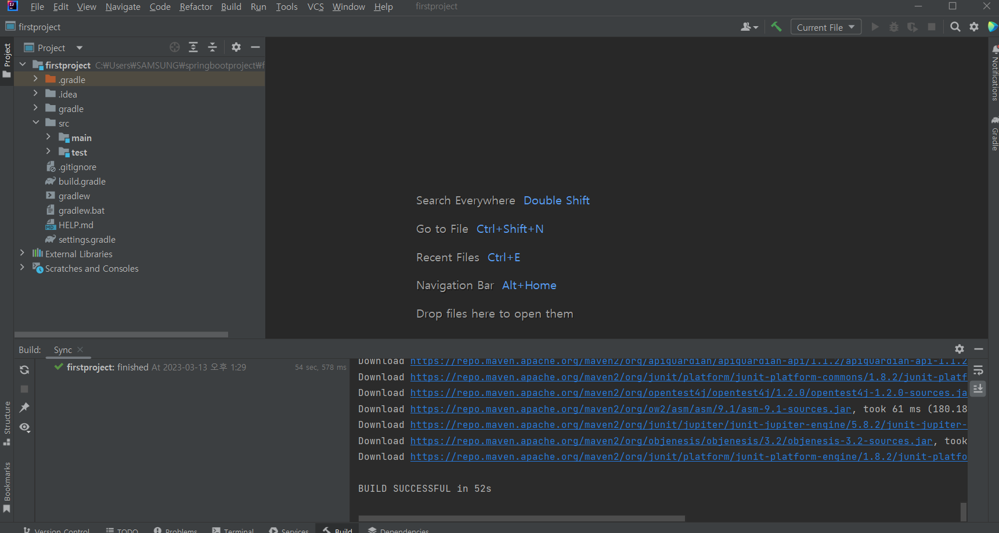 File Edit View Navigate Code Refactor Build Run Tools VCS Window Help firstproject
firstproject
Current File
Project
firstproject C:₩Users₩SAMSUNG₩springbootproject₩f
.gradle
.idea
gradle
src
main
test
.gitignore
build.gradle
gradlew
gradlew.bat
HELP.md
settings.gradle
External Libraries
Scratches and Consoles
Project
Structure
Bookmarks
Search Everywhere Double Shift
Go to File Ctrl+Shift+N
Recent Files Ctrl+E
Navigation Bar Alt+Home
Drop files here to open them
Notifications
Gradle
Build: Sync
firstproject: finished At 2023-03-13 오후 1:29 54 sec, 578 ms
Download https://repo.maven.apache.org/maven2/org/apiguardian/apiguardian-api/1.1.2/apiguardian-api-1.1.2
Download https://repo.maven.apache.org/maven2/org/junit/platform/junit-platform-commons/1.8.2/junit-platf
Download https://repo.maven.apache.org/maven2/org/opentest4j/opentest4j/1.2.0/opentest4j-1.2.0-sources.ja
Download https://repo.maven.apache.org/maven2/org/ow2/asm/asm/9.1/asm-9.1-sources.jar, took 61 ms (180.18
Download https://repo.maven.apache.org/maven2/org/junit/jupiter/junit-jupiter-engine/5.8.2/junit-jupiter-
Download https://repo.maven.apache.org/maven2/org/objenesis/objenesis/3.2/objenesis-3.2-sources.jar, took
Download https://repo.maven.apache.org/maven2/org/junit/platform/junit-platform-engine/1.8.2/junit-platfo
BUILD SUCCESSFUL in 52s
Version Control TODO Problems Terminal Services Build Dependencies